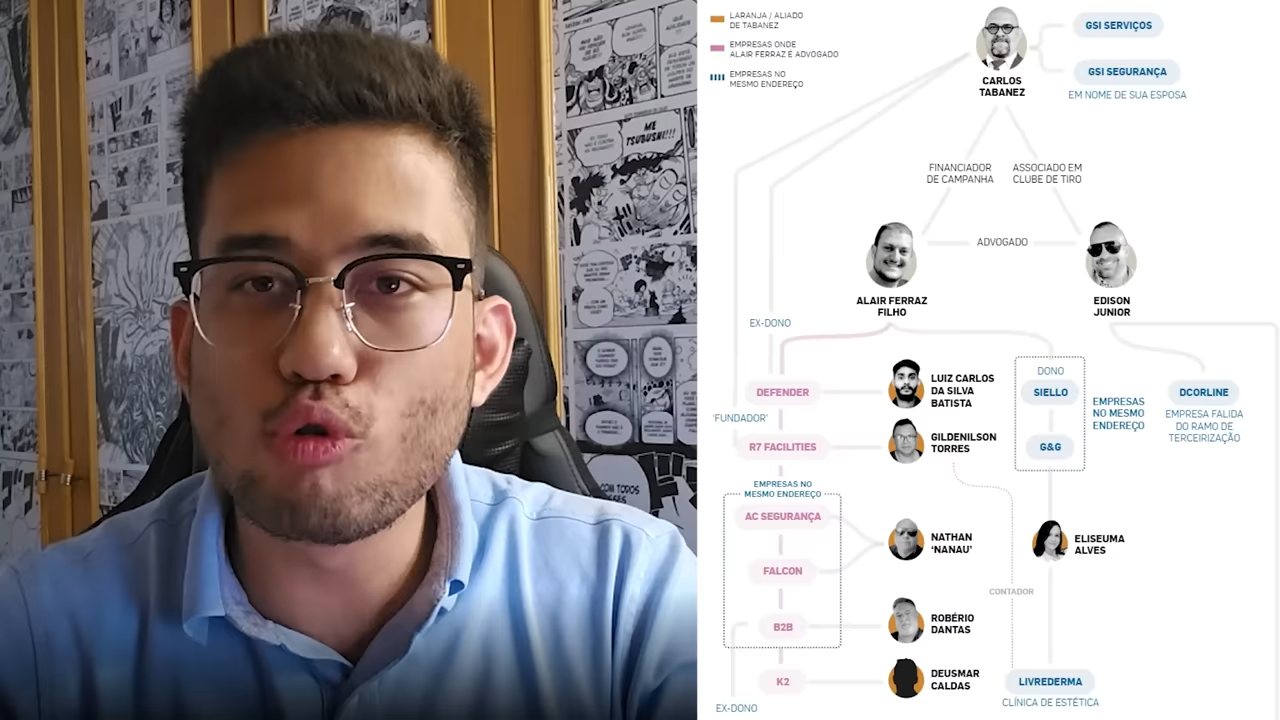 ME
TSUBUSHI!!!
COM TODOS
LARANJA / ALIADO
DE TABANEZ
EMPRESAS ONDE
ALAIR FERRAZ É ADVOGADO
EMPRESAS NO
MESMO ENDEREÇO
CARLOS
TABANEZ
GSI SERVIÇOS
GSI SEGURANÇA
EM NOME DE SUA ESPOSA
FINANCIADOR
DE CAMPANHA
ASSOCIADO EM
CLUBE DE TIRO
ADVOGADO
ALAIR FERRAZ
FILHO
EDISON
JUNIOR
EX-DONO
DEFENDER
LUIZ CARLOS
DA SILVA
BATISTA
'FUNDADOR'
R7 FACILITIES
GILDENILSON
TORRES
DONO
SIELLO
G&G
EMPRESAS
NO MESMO
ENDEREÇO
DCORLINE
EMPRESA FALIDA
DO RAMO DE
TERCEIRIZAÇÃO
EMPRESAS NO
MESMO ENDEREÇO
AC SEGURANÇA
FALCON
NATHAN
‘NANAU’
ELISEUMA
ALVES
CONTADOR
B2B
ROBÉRIO
DANTAS
K2
DEUSMAR
CALDAS
LIVREDERMA
CLÍNICA DE ESTÉTICA
EX-DONO